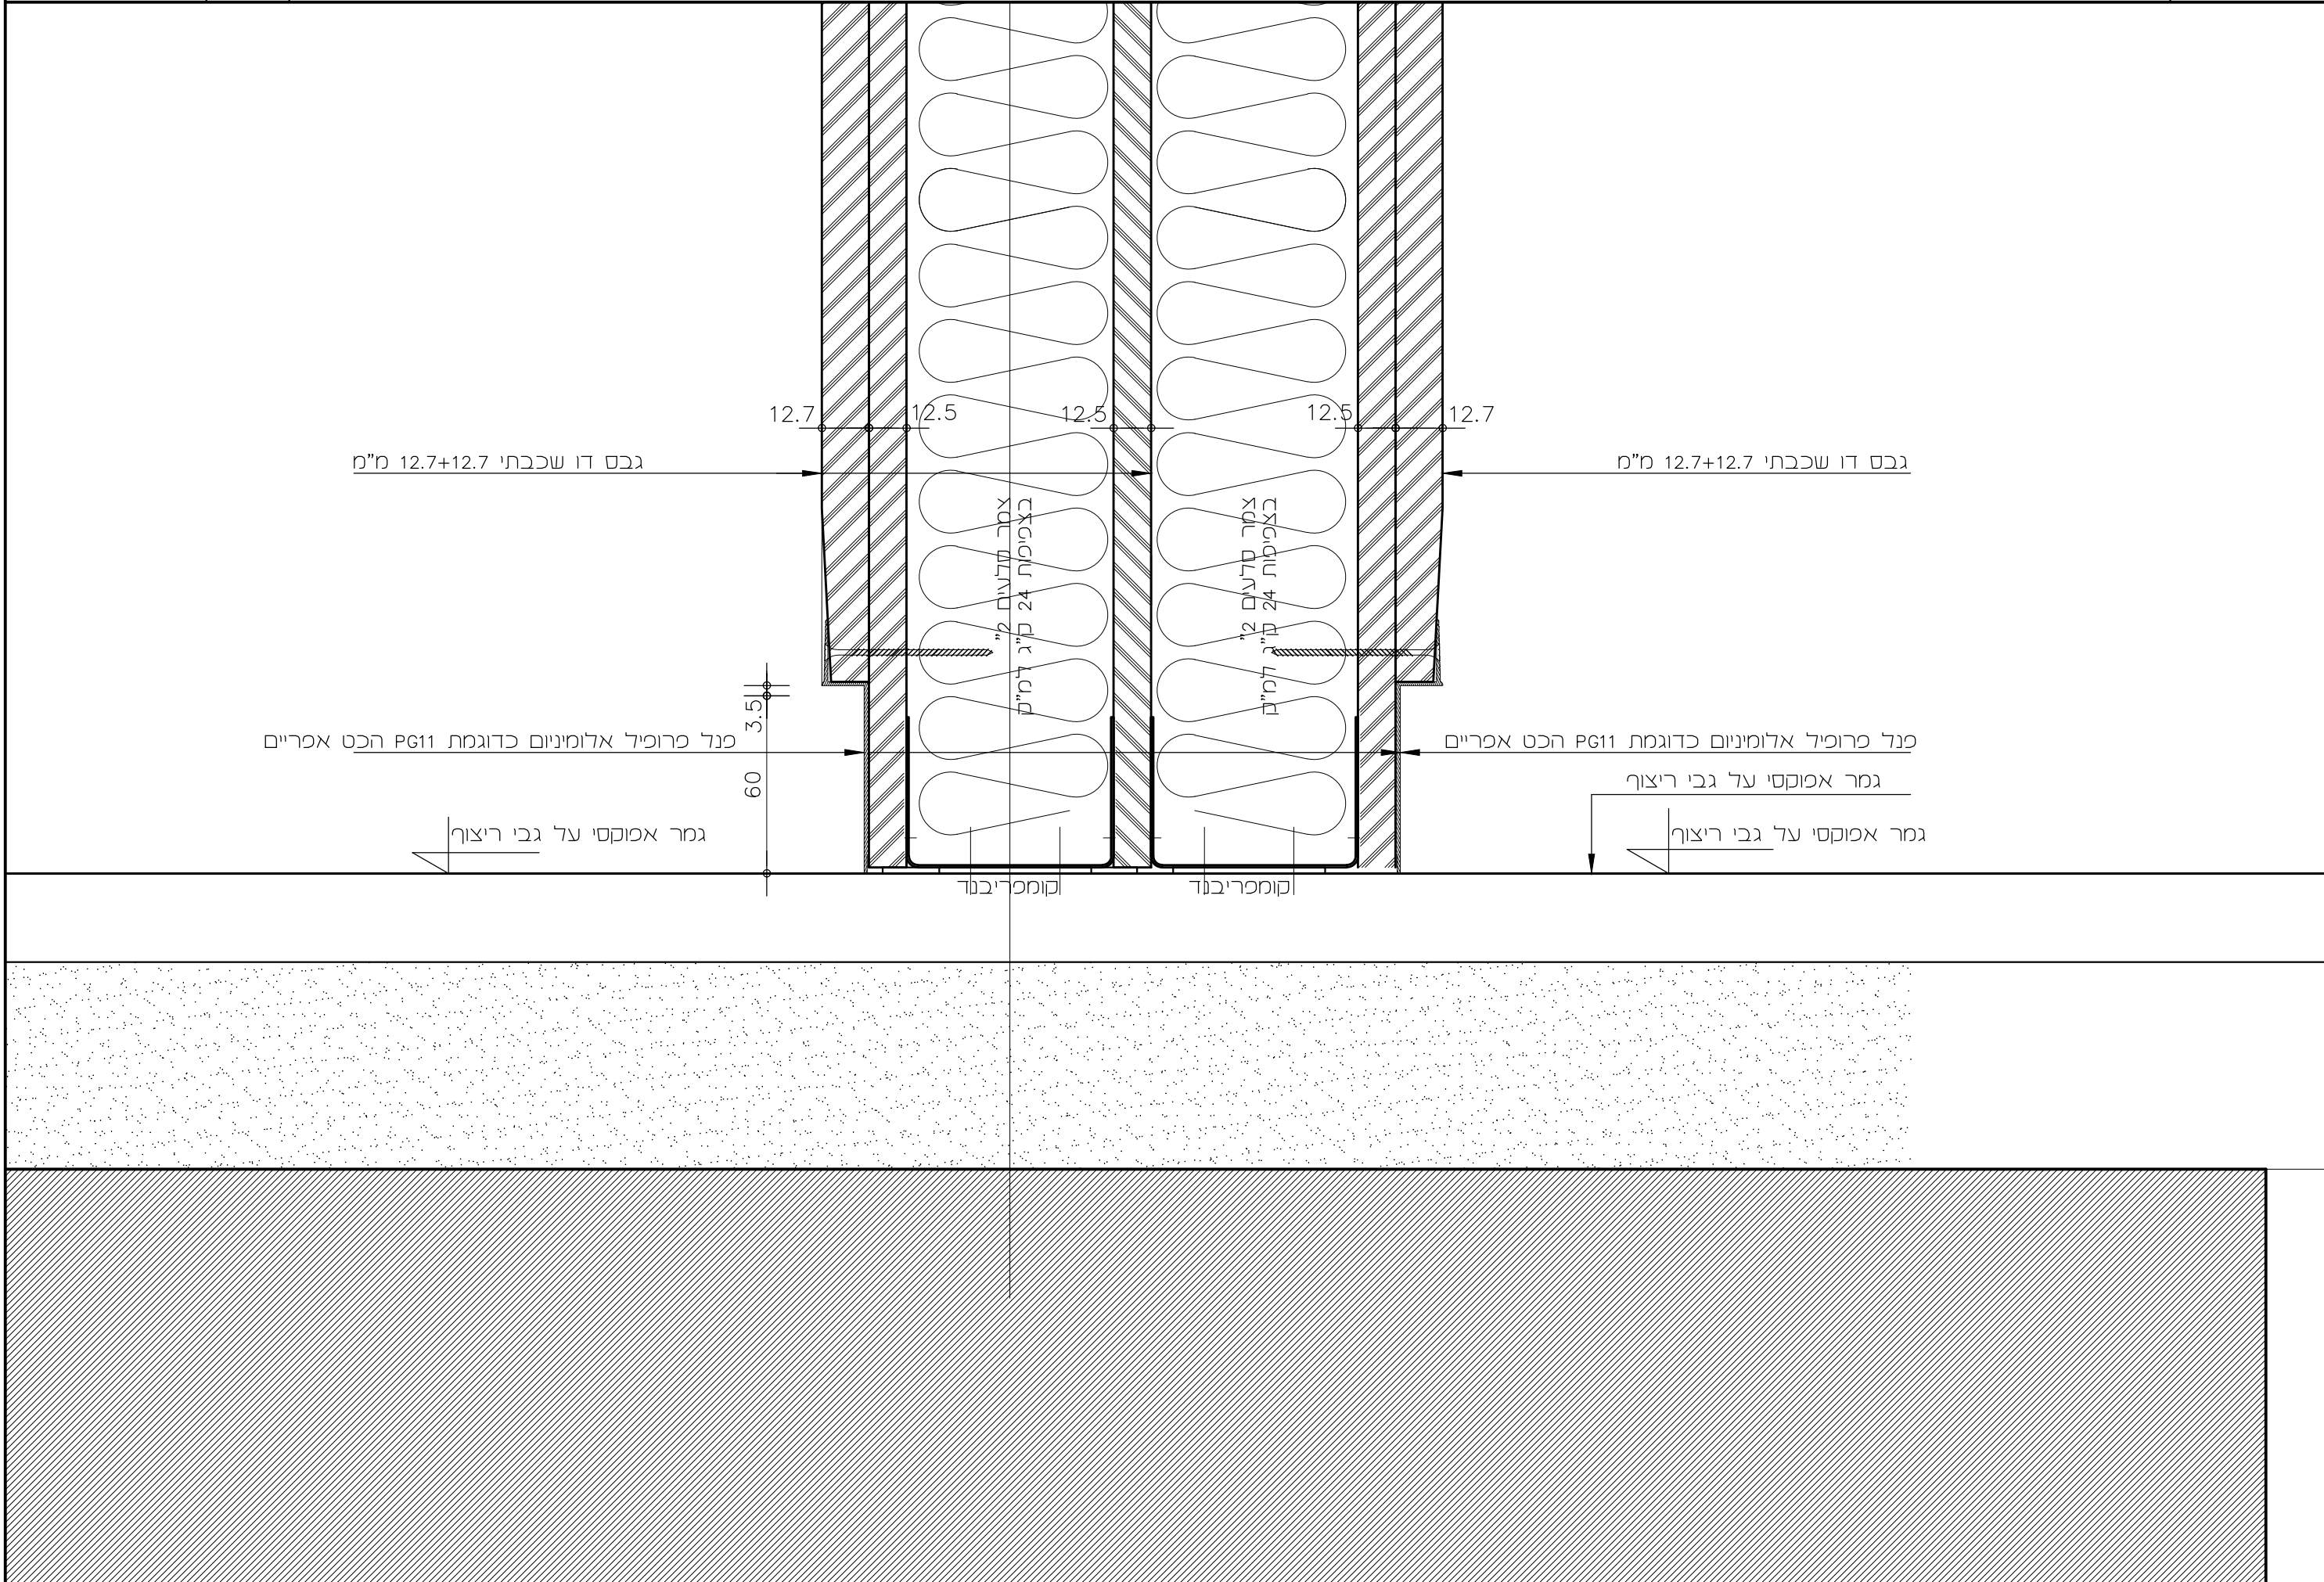 12.7
12.5
12.5
12.5
12.7
גבס דו שכבתי 12.7+12.7 מ"מ
גבס דו שכבתי 12.7+12.7 מ"מ
צמר סלעים 2"
בצפיפות 24 ק"ג למ"ק
צמר סלעים 2"
בצפיפות 24 ק"ג למ"ק
3.5
60
פנל פרופיל אלומיניום כדוגמת PG11 הכט אפריים
פנל פרופיל אלומיניום כדוגמת PG11 הכט אפריים
גמר אפוקסי על גבי ריצוף
גמר אפוקסי על גבי ריצוף
גמר אפוקסי על גבי ריצוף
קומפריבנד
קומפריבנד